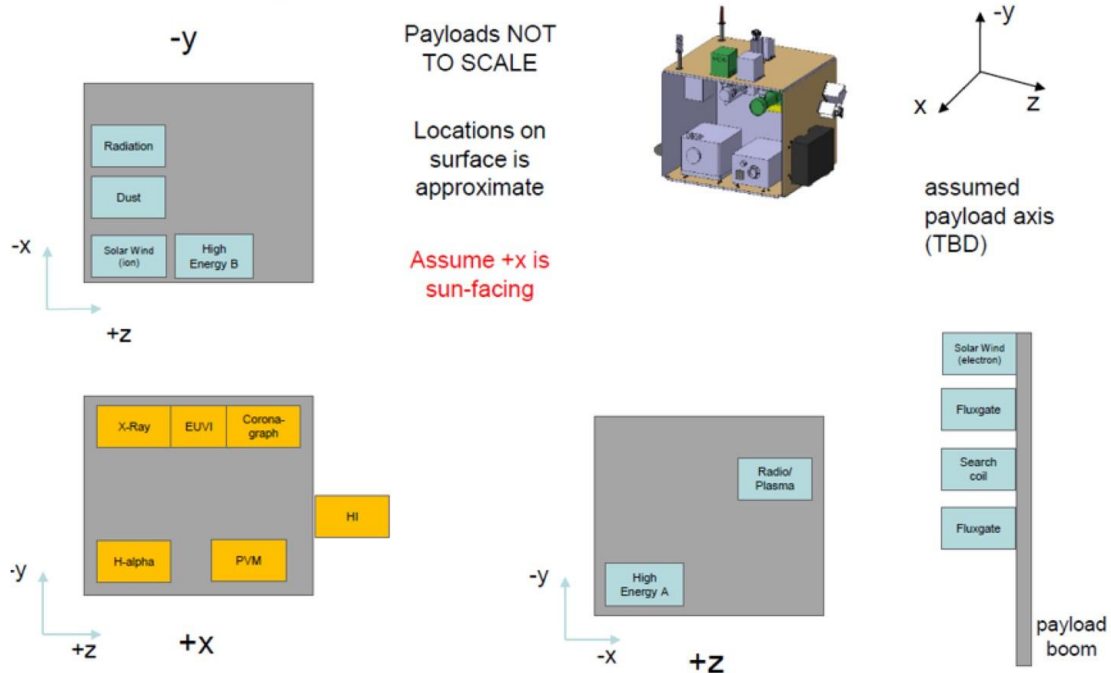 -y
Radiation
Dust
Solar Wind
(ion)
High
Energy B
-x
+z
Payloads NOT
TO SCALE
Locations on
surface is
approximate
Assume +x is
sun-facing
-y
x
z
assumed
payload axis
(TBD)
X-Ray
EUVI
Corona-
graph
HI
H-alpha
PVM
-y
+z
+x
Radio/
Plasma
High
Energy A
-y
-x
+z
Solar Wind
(electron)
Fluxgate
Search
coil
Fluxgate
payload
boom